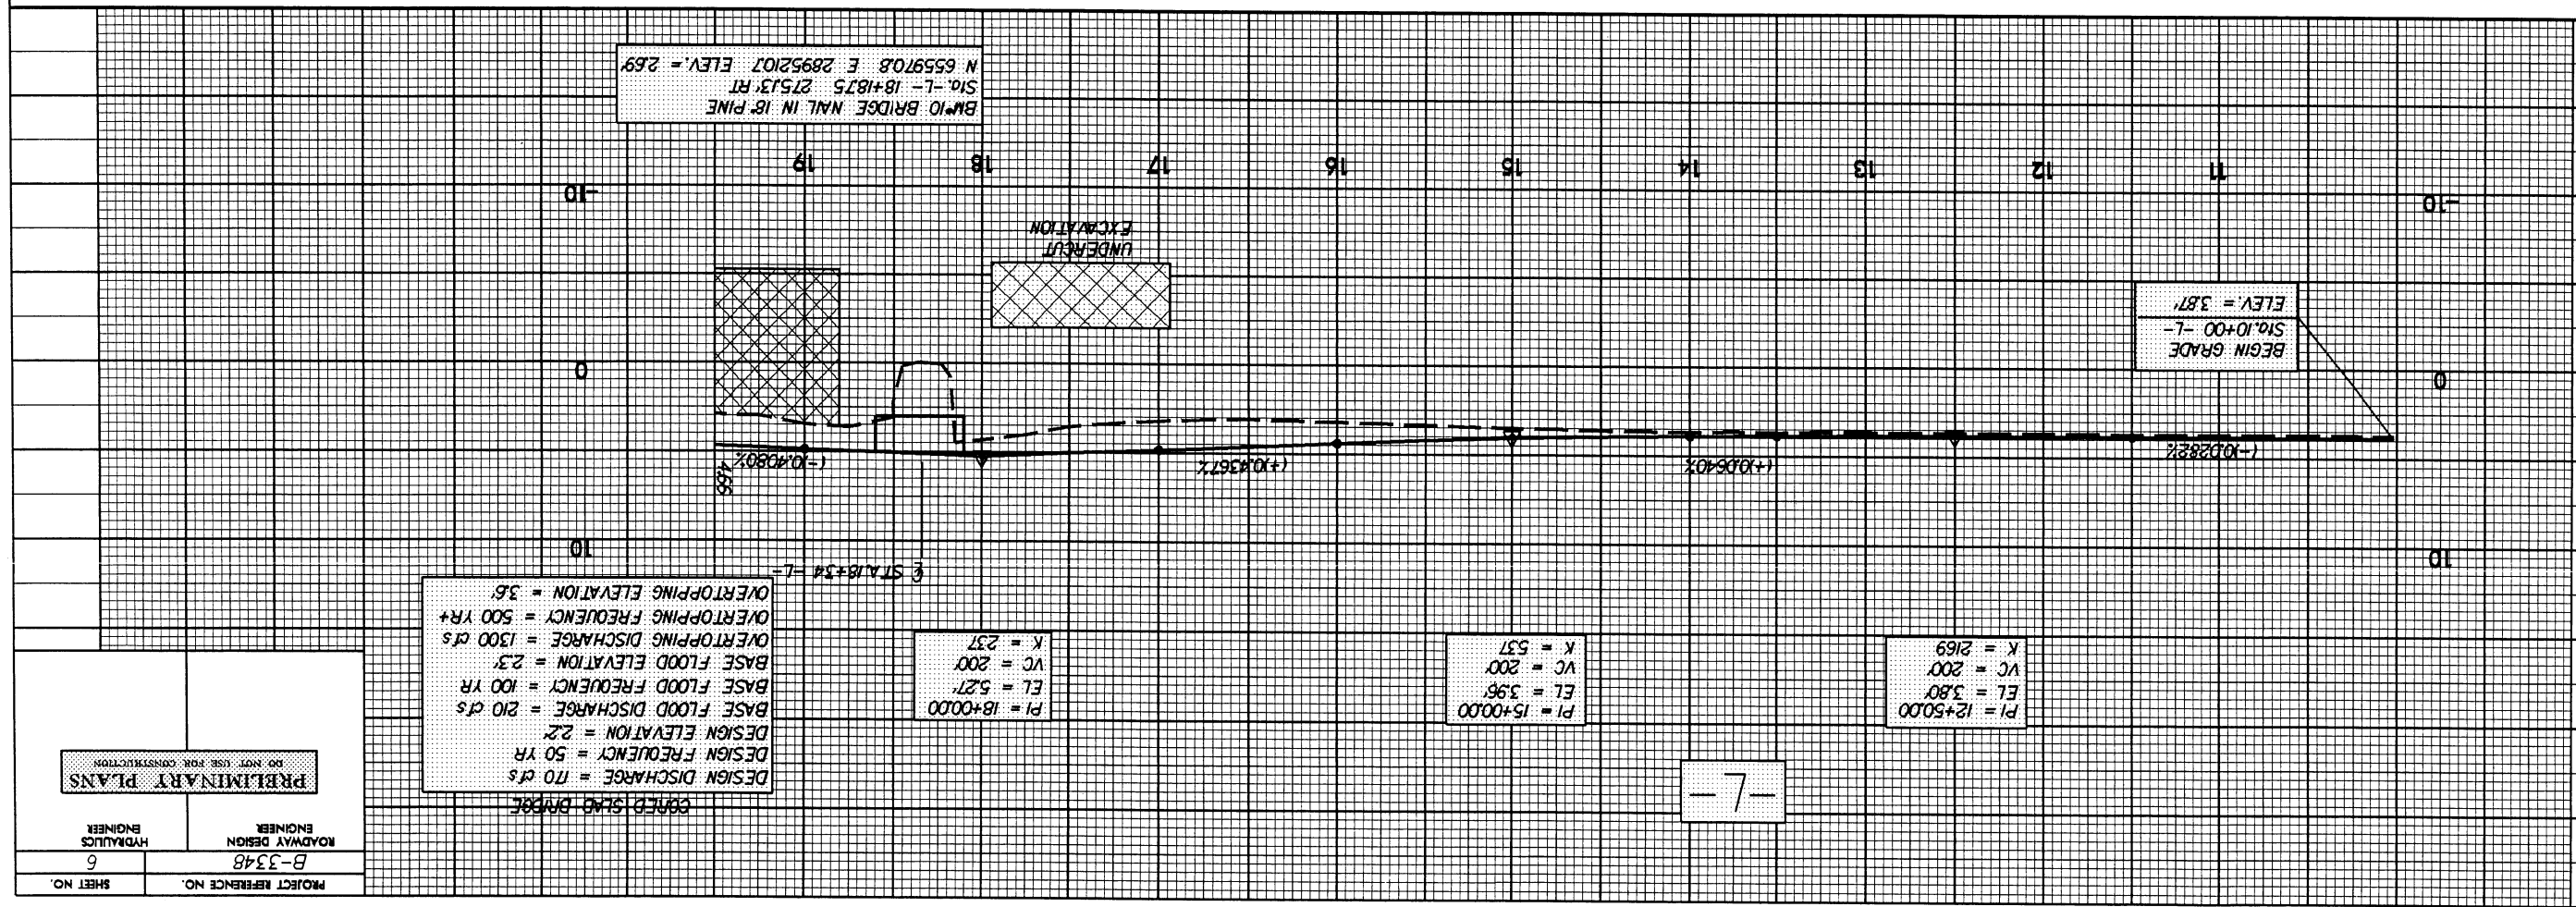 PROJECT REFERENCE NO.
SHEET NO.
B-3348
6
ROADWAY DESIGN
ENGINEER
HYDRAULICS
ENGINEER
PRELIMINARY PLANS
DO NOT USE FOR CONSTRUCTION
-L-
PI = 12+50.00
EL = 3.80'
VC = 200'
K = 2169
PI = 15+00.00
EL = 3.96'
VC = 200'
K = 537
PI = 18+00.00
EL = 5.27'
VC = 200'
K = 237
CORED SLAB BRIDGE
DESIGN DISCHARGE = 170 cfs
DESIGN FREQUENCY = 50 YR
DESIGN ELEVATION = 2.2'
BASE FLOOD DISCHARGE = 210 cfs
BASE FLOOD FREQUENCY = 100 YR
BASE FLOOD ELEVATION = 2.3'
OVERTOPPING DISCHARGE = 1300 cfs
OVERTOPPING FREQUENCY = 500 YR+
OVERTOPPING ELEVATION = 3.6'
℄ STA.18+34 -L-
10
10
(-)0.0282%
(+)0.0640%
(+)0.4367%
(-)0.4080%
4.66
0
0
BEGIN GRADE
Sta.10+00 -L-
ELEV. = 3.87'
UNDERCUT
EXCAVATION
-10
-10
11
12
13
14
15
16
17
18
19
BM#10 BRIDGE NAIL IN 18" PINE
Sta. -L- 18+18.75 275.13' RT
N 655970.8 E 2895210.7 ELEV.= 2.69'